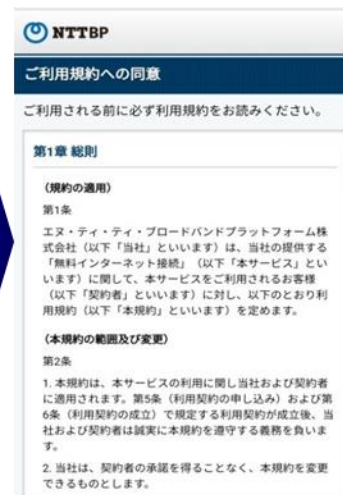 NTTBP
ご利用規約への同意
ご利用される前に必ず利用規約をお読みください。
第1章 総則
（規約の適用）
第1条
エヌ・ティ・ティ・ブロードバンドプラットフォーム株
式会社（以下「当社」といいます）は、当社の提供する
「無料インターネット接続」（以下「本サービス」とい
います）に関して、本サービスをご利用されるお客様
（以下「契約者」といいます）に対し、以下のとおり利
用規約（以下「本規約」といいます）を定めます。
（本規約の範囲及び変更）
第2条
1. 本規約は、本サービスの利用に関し当社および契約者
に適用されます。第5条（利用契約の申し込み）および第
6条（利用契約の成立）で規定する利用契約が成立後、当
社および契約者は誠実に本規約を遵守する義務を負いま
す。
2. 当社は、契約者の承諾を得ることなく、本規約を変更
できるものとします。